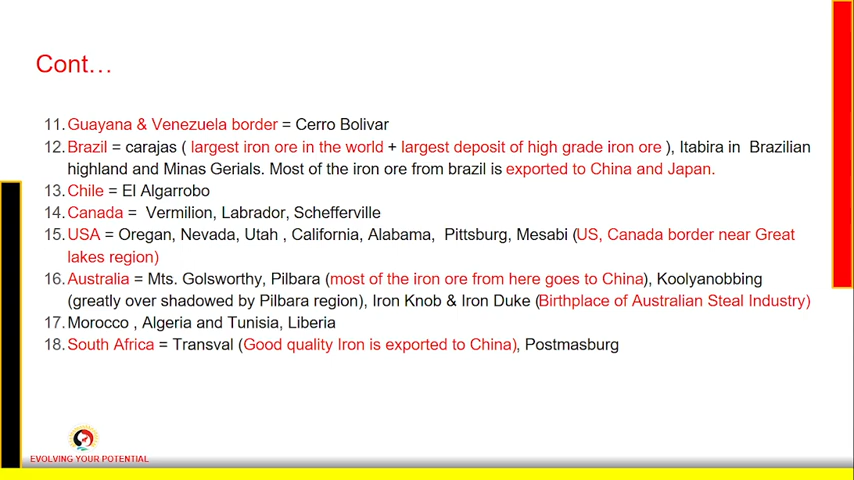 Cont...
11. Guayana & Venezuela border = Cerro Bolivar
12. Brazil = carajas ( largest iron ore in the world + largest deposit of high grade iron ore ), Itabira in Brazilian
highland and Minas Gerials. Most of the iron ore from brazil is exported to China and Japan.
13. Chile = El Algarrobo
14. Canada = Vermilion, Labrador, Schefferville
15. USA = Oregan, Nevada, Utah , California, Alabama, Pittsburg, Mesabi (US, Canada border near Great
lakes region)
16. Australia = Mts. Golsworthy, Pilbara (most of the iron ore from here goes to China), Koolyanobbing
(greatly over shadowed by Pilbara region), Iron Knob & Iron Duke (Birthplace of Australian Steal Industry)
17. Morocco , Algeria and Tunisia, Liberia
18. South Africa = Transval (Good quality Iron is exported to China), Postmasburg
EVOLVING YOUR POTENTIAL